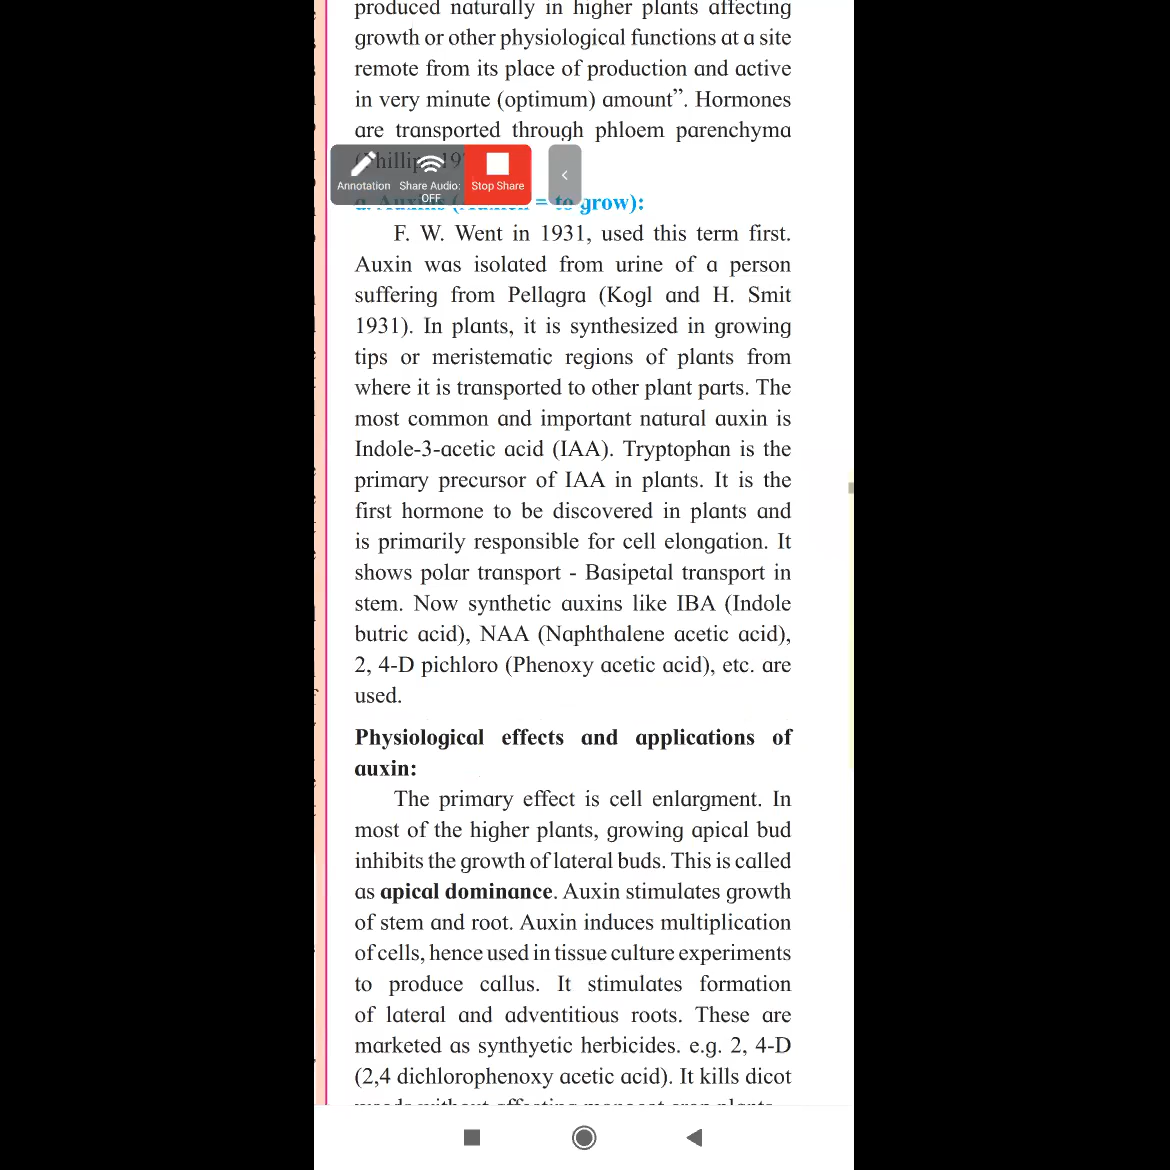 produced naturally in higher plants affecting
growth or other physiological functions at a site
remote from its place of production and active
in very minute (optimum) amount”. Hormones
are transported through phloem parenchyma
Annotation
Share Audio:
OFF
Stop Share
= to grow):
F. W. Went in 1931, used this term first.
Auxin was isolated from urine of a person
suffering from Pellagra (Kogl and H. Smit
1931). In plants, it is synthesized in growing
tips or meristematic regions of plants from
where it is transported to other plant parts. The
most common and important natural auxin is
Indole-3-acetic acid (IAA). Tryptophan is the
primary precursor of IAA in plants. It is the
first hormone to be discovered in plants and
is primarily responsible for cell elongation. It
shows polar transport - Basipetal transport in
stem. Now synthetic auxins like IBA (Indole
butric acid), NAA (Naphthalene acetic acid),
2, 4-D pichloro (Phenoxy acetic acid), etc. are
used.
Physiological effects and applications of
auxin:
The primary effect is cell enlargment. In
most of the higher plants, growing apical bud
inhibits the growth of lateral buds. This is called
as apical dominance. Auxin stimulates growth
of stem and root. Auxin induces multiplication
of cells, hence used in tissue culture experiments
to produce callus. It stimulates formation
of lateral and adventitious roots. These are
marketed as synthyetic herbicides. e.g. 2, 4-D
(2,4 dichlorophenoxy acetic acid). It kills dicot